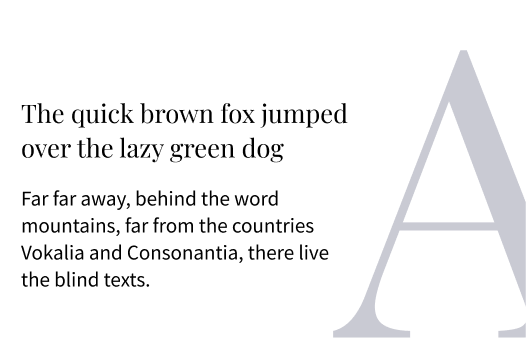 The quick brown fox jumped
over the lazy green dog
Far far away, behind the word
mountains, far from the countries
Vokalia and Consonantia, there live
the blind texts.
A